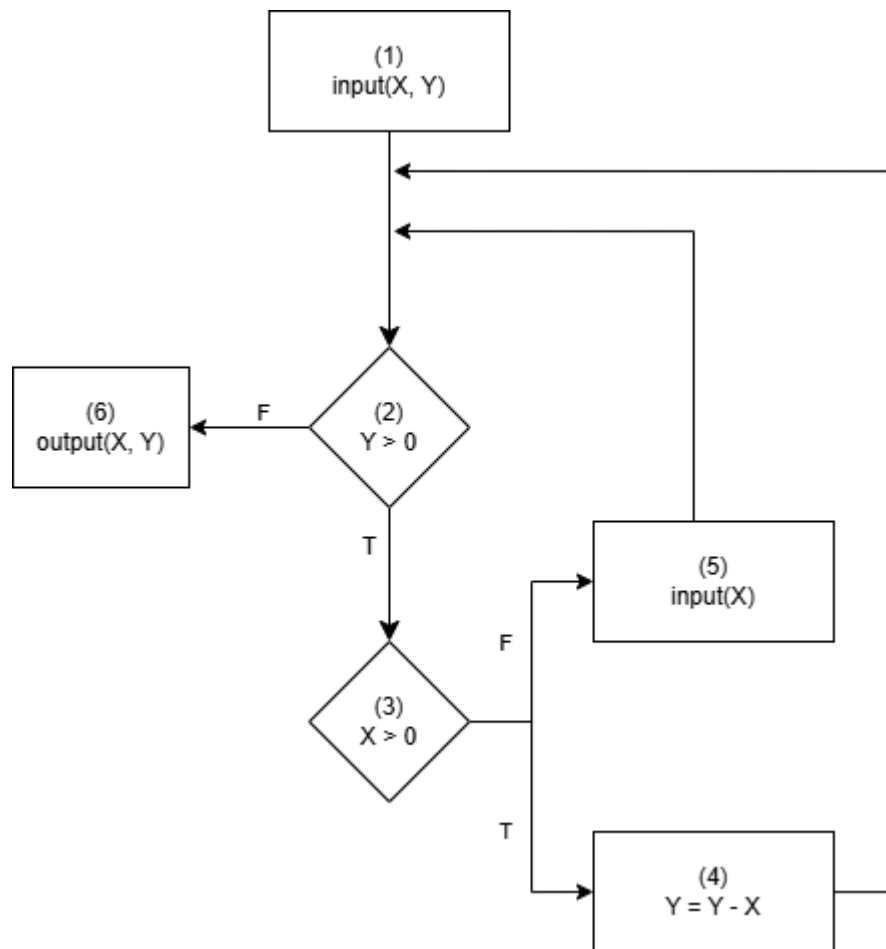 (1)
input(X, Y)
(2)
Y > 0
F
(6)
output(X, Y)
T
(3)
X > 0
F
(5)
input(X)
T
(4)
Y = Y - X